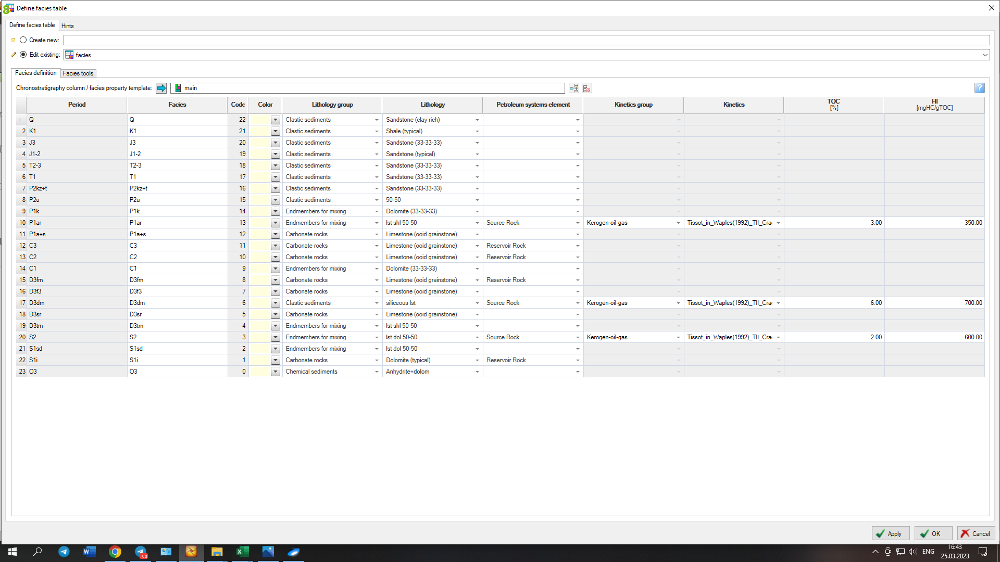 Define facies table
Define facies table Hints
Create new:
Edit existing: facies
Facies definition Facies tools
Chronostratigraphy column / facies property template: main
Period Facies Code Color Lithology group Lithology Petroleum systems element Kinetics group Kinetics TOC [%] HI [mgHC/gTOC]
Q Q 22 Clastic sediments Sandstone (clay rich)
2 K1 K1 21 Clastic sediments Shale (typical)
3 J3 J3 20 Clastic sediments Sandstone (33-33-33)
4 J1-2 J1-2 19 Clastic sediments Sandstone (typical)
5 T2-3 T2-3 18 Clastic sediments Sandstone (33-33-33)
6 T1 T1 17 Clastic sediments Sandstone (33-33-33)
7 P2kz+t P2kz+t 16 Clastic sediments Sandstone (33-33-33)
8 P2u P2u 15 Clastic sediments 50-50
9 P1k P1k 14 Endmembers for mixing Dolomite (33-33-33)
10 P1ar P1ar 13 Endmembers for mixing lst shl 50-50 Source Rock Kerogen-oil-gas Tissot_in_Waples(1992)_TII_Cra 3.00 350.00
11 P1a+s P1a+s 12 Carbonate rocks Limestone (ooid grainstone)
12 C3 C3 11 Carbonate rocks Limestone (ooid grainstone) Reservoir Rock
13 C2 C2 10 Carbonate rocks Limestone (ooid grainstone) Reservoir Rock
14 C1 C1 9 Endmembers for mixing Dolomite (33-33-33)
15 D3fm D3fm 8 Carbonate rocks Limestone (ooid grainstone) Reservoir Rock
16 D3f3 D3f3 7 Carbonate rocks Limestone (ooid grainstone)
17 D3dm D3dm 6 Clastic sediments siliceous lst Source Rock Kerogen-oil-gas Tissot_in_Waples(1992)_TII_Cra 6.00 700.00
18 D3sr D3sr 5 Carbonate rocks Limestone (ooid grainstone)
19 D3tm D3tm 4 Endmembers for mixing lst shl 50-50
20 S2 S2 3 Endmembers for mixing lst dol 50-50 Source Rock Kerogen-oil-gas Tissot_in_Waples(1992)_TII_Cra 2.00 600.00
21 S1sd S1sd 2 Endmembers for mixing lst dol 50-50
22 S1i S1i 1 Carbonate rocks Dolomite (typical) Reservoir Rock
23 O3 O3 0 Chemical sediments Anhydrite+dolom
Apply OK Cancel
ENG 16:43
25.03.2023